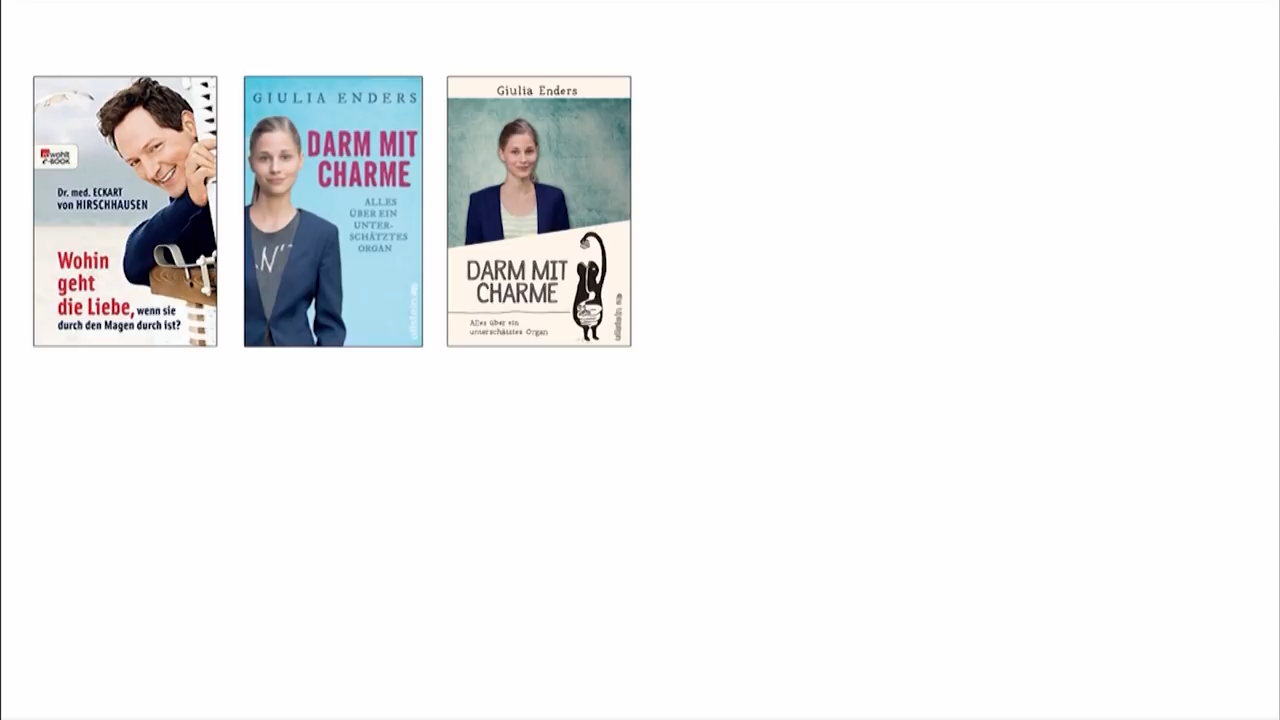 rowohlt
e-BOOK
Dr. med. ECKART
von HIRSCHHAUSEN
Wohin
geht
die Liebe, wenn sie
durch den Magen durch ist?
GIULIA ENDERS
DARM MIT
CHARME
ALLES
ÜBER EIN
UNTER-
SCHÄTZTES
ORGAN
ullstein
Giulia Enders
DARM MIT
CHARME
Alles über ein
unterschätztes Organ
ullstein